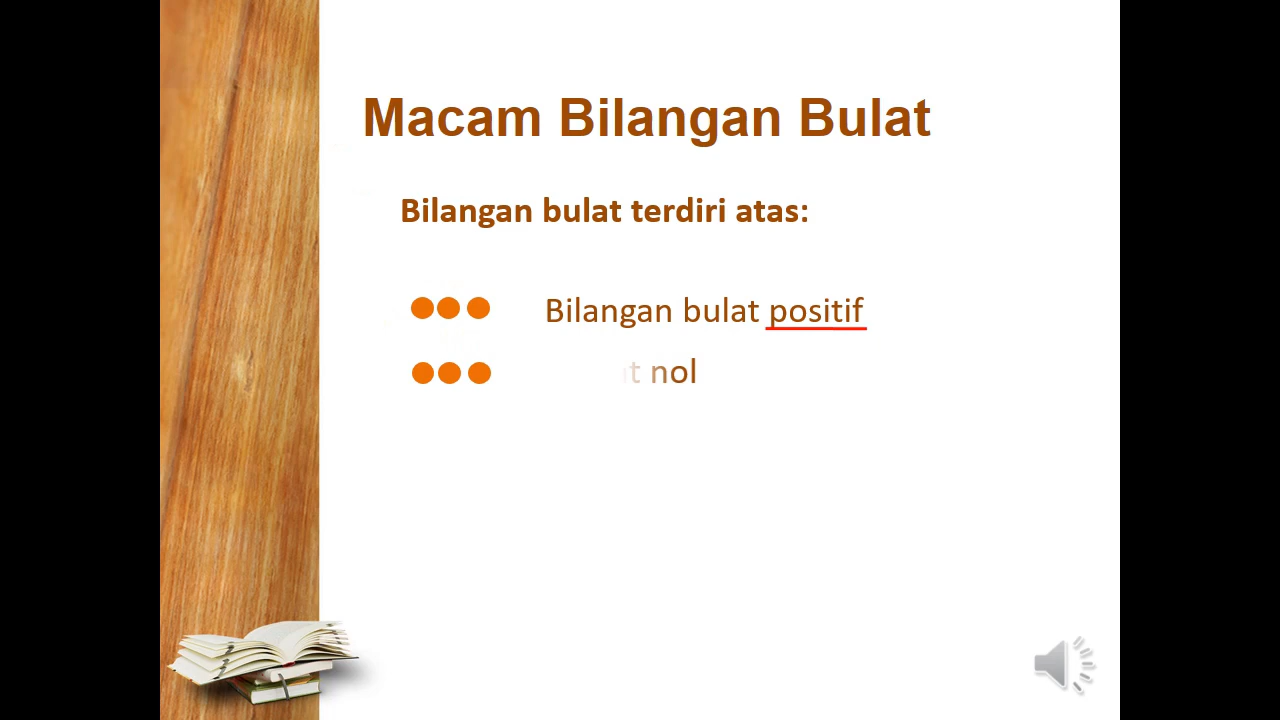 Macam Bilangan Bulat
Bilangan bulat terdiri atas:
Bilangan bulat positif
nol